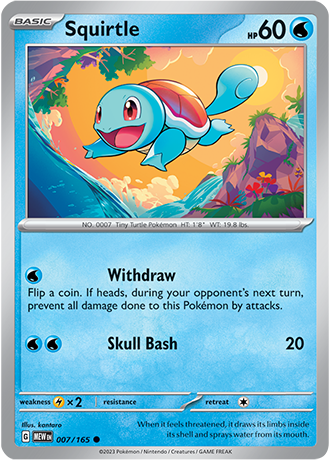 BASIC Squirtle HP 60
NO. 0007 Tiny Turtle Pokémon HT: 1'8" WT: 19.8 lbs.
Withdraw
Flip a coin. If heads, during your opponent's next turn,
prevent all damage done to this Pokémon by attacks.
Skull Bash 20
weakness ×2 resistance retreat
Illus. kantaro
G MEW EN 007/165
When it feels threatened, it draws its limbs inside
its shell and sprays water from its mouth.
©2023 Pokémon / Nintendo / Creatures / GAME FREAK